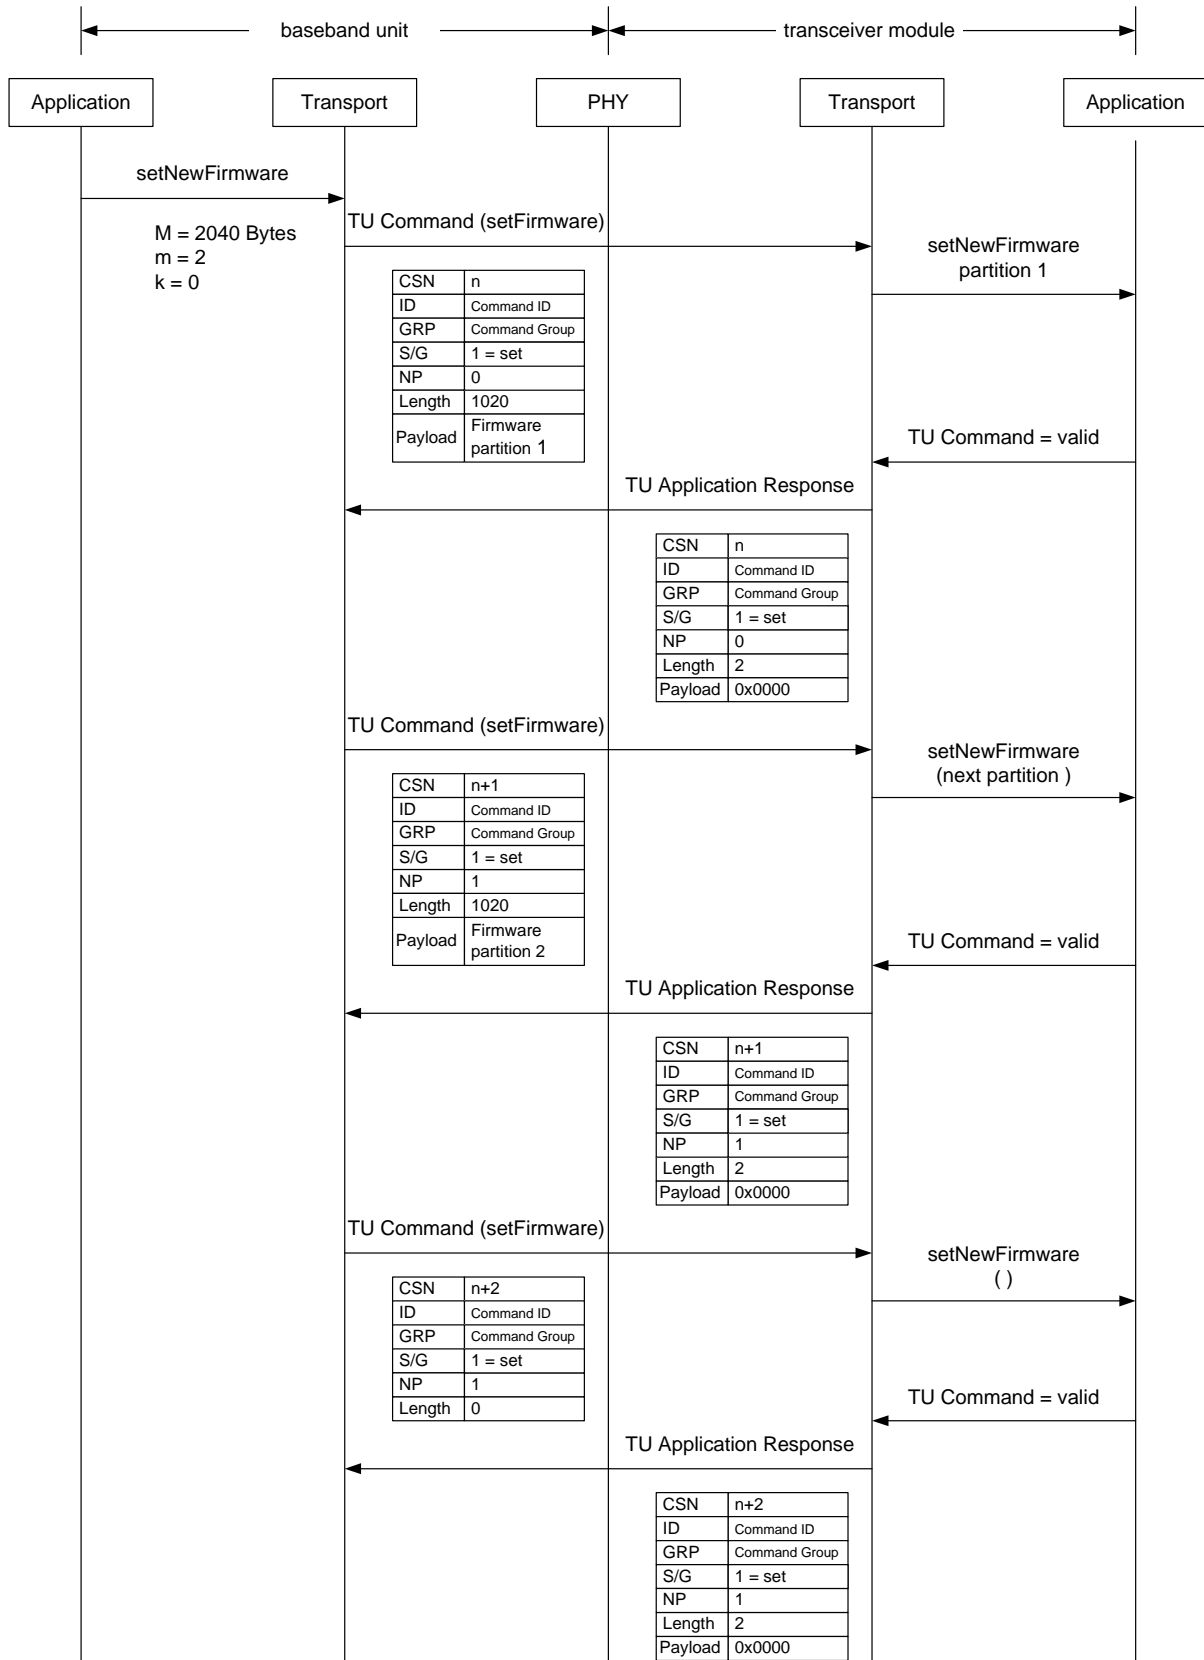 baseband unit
transceiver module
Application
Transport
PHY
Transport
Application
setNewFirmware
M = 2040 Bytes
m = 2
k = 0
TU Command (setFirmware)
setNewFirmware
partition 1
CSN n
ID Command ID
GRP Command Group
S/G 1 = set
NP 0
Length 1020
Payload Firmware
partition 1
TU Command = valid
TU Application Response
CSN n
ID Command ID
GRP Command Group
S/G 1 = set
NP 0
Length 2
Payload 0x0000
TU Command (setFirmware)
setNewFirmware
(next partition )
CSN n+1
ID Command ID
GRP Command Group
S/G 1 = set
NP 1
Length 1020
Payload Firmware
partition 2
TU Command = valid
TU Application Response
CSN n+1
ID Command ID
GRP Command Group
S/G 1 = set
NP 1
Length 2
Payload 0x0000
TU Command (setFirmware)
setNewFirmware
( )
CSN n+2
ID Command ID
GRP Command Group
S/G 1 = set
NP 1
Length 0
TU Command = valid
TU Application Response
CSN n+2
ID Command ID
GRP Command Group
S/G 1 = set
NP 1
Length 2
Payload 0x0000